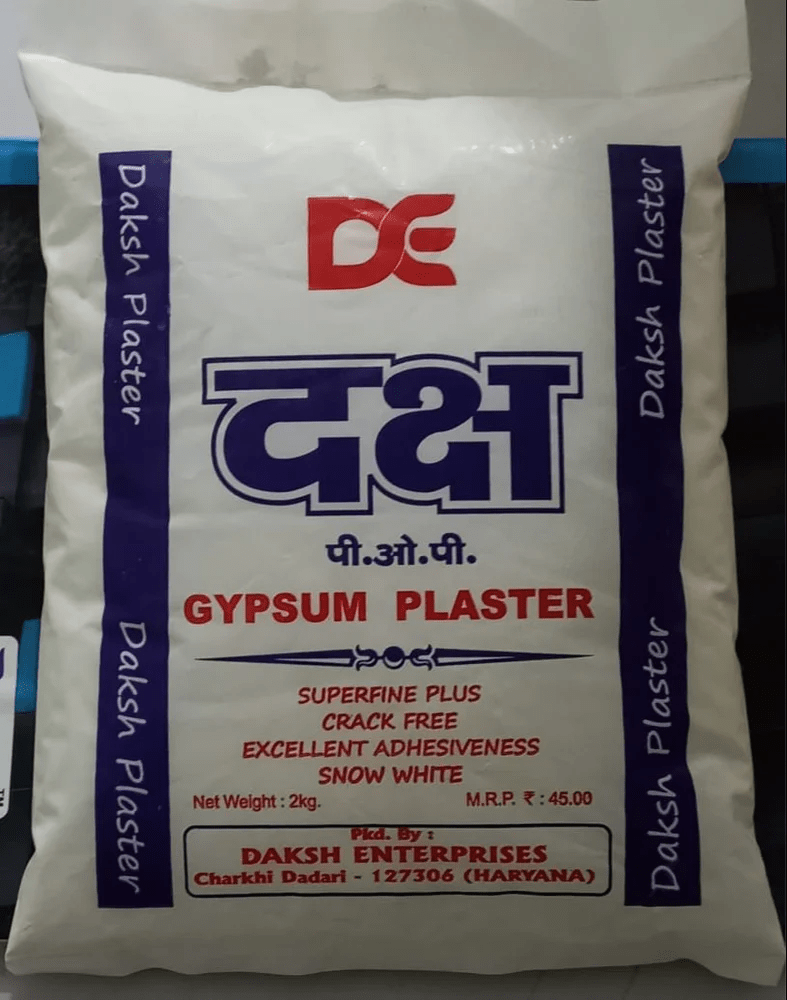 DE
दक्ष
पी.ओ.पी.
GYPSUM PLASTER
SUPERFINE PLUS
CRACK FREE
EXCELLENT ADHESIVENESS
SNOW WHITE
Net Weight : 2kg.
M.R.P. ₹ : 45.00
Pkd. By :
DAKSH ENTERPRISES
Charkhi Dadari - 127306 (HARYANA)
Daksh Plaster
Daksh Plaster
Daksh Plaster
Daksh Plaster
TM